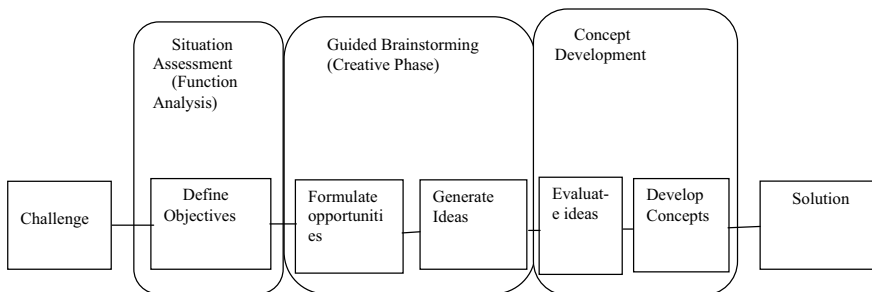 Situation
Assessment
(Function
Analysis)
Guided Brainstorming
(Creative Phase)
Concept
Development
Challenge
Define
Objectives
Formulate
opportuniti
es
Generate
Ideas
Evaluat-
e ideas
Develop
Concepts
Solution